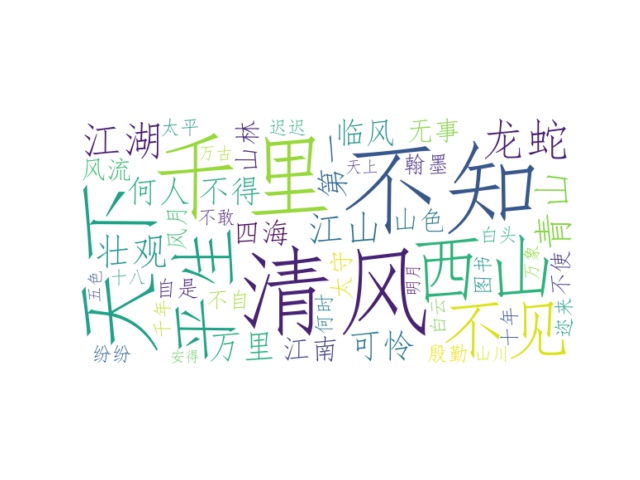 江湖
太平
山林
迟迟
临风
无事
龙蛇
风流
万古
千里
第一
天上
翰墨
不知
何人
不得
天下
风月
不敢
四海
江山
山色
白头
青山
壮观
平生
清风
西山
图书
万象
不使
五色
十八
自是
不自
太守
明月
千年
何时
白云
不见
十年
迩来
纷纷
安得
万里
江南
可怜
殷勤
山川